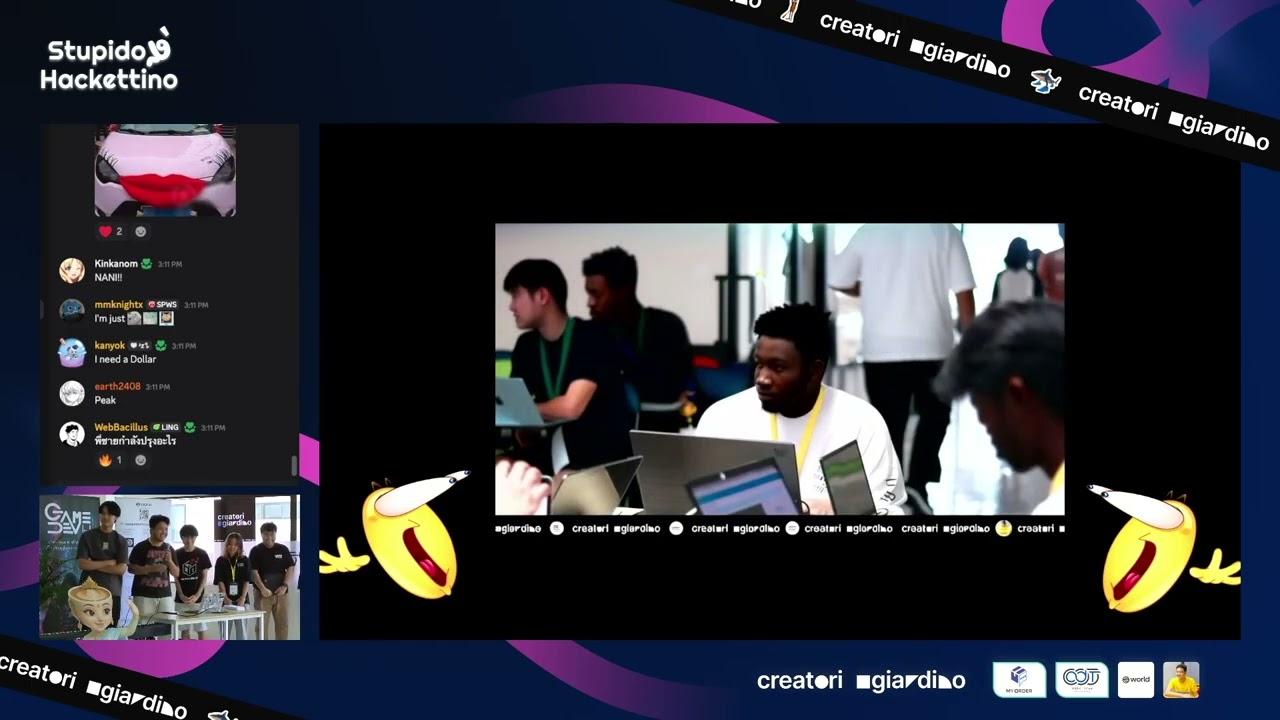 Stupido
Hackettino
creatori giardino
creatori giardino
2
Kinkanom 3:11 PM
NANI!!
mmknightx SPWS 3:11 PM
I'm just
kanyok 3:11 PM
I need a Dollar
earth2408 3:11 PM
Peak
WebBacillus LING 3:11 PM
พี่ชายกำลังปรุงอะไร
1
GAME
creatori
giardino
giardino creatori giardino creatori giardino creatori giardino creatori giardino creatori
creatori giardino
creatori giardino
MY ORDER
world